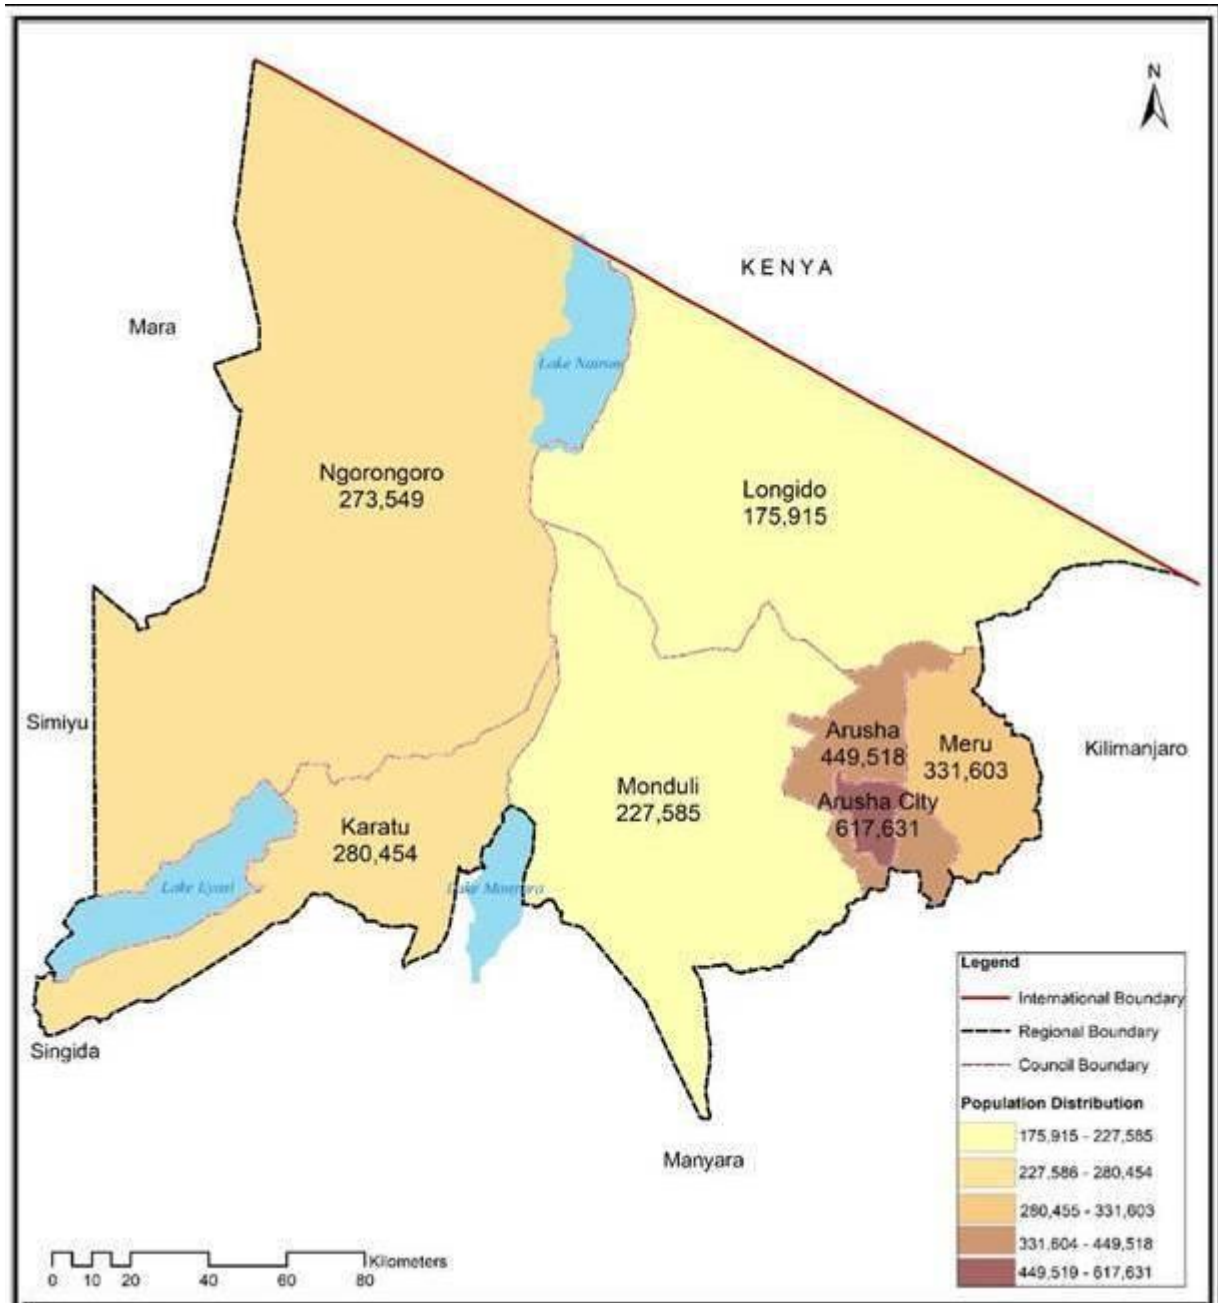 N
KENYA
Mara
Lake Natron
Ngorongoro
273,549
Longido
175,915
Simiyu
Arusha
449,518
Meru
331,603
Kilimanjaro
Monduli
227,585
Arusha City
617,631
Karatu
280,454
Lake Eyasi
Lake Manyara
Singida
Manyara
Legend
International Boundary
Regional Boundary
Council Boundary
Population Distribution
175,915 - 227,585
227,586 - 280,454
280,455 - 331,603
331,604 - 449,518
449,519 - 617,631
Kilometers
0 10 20 40 60 80